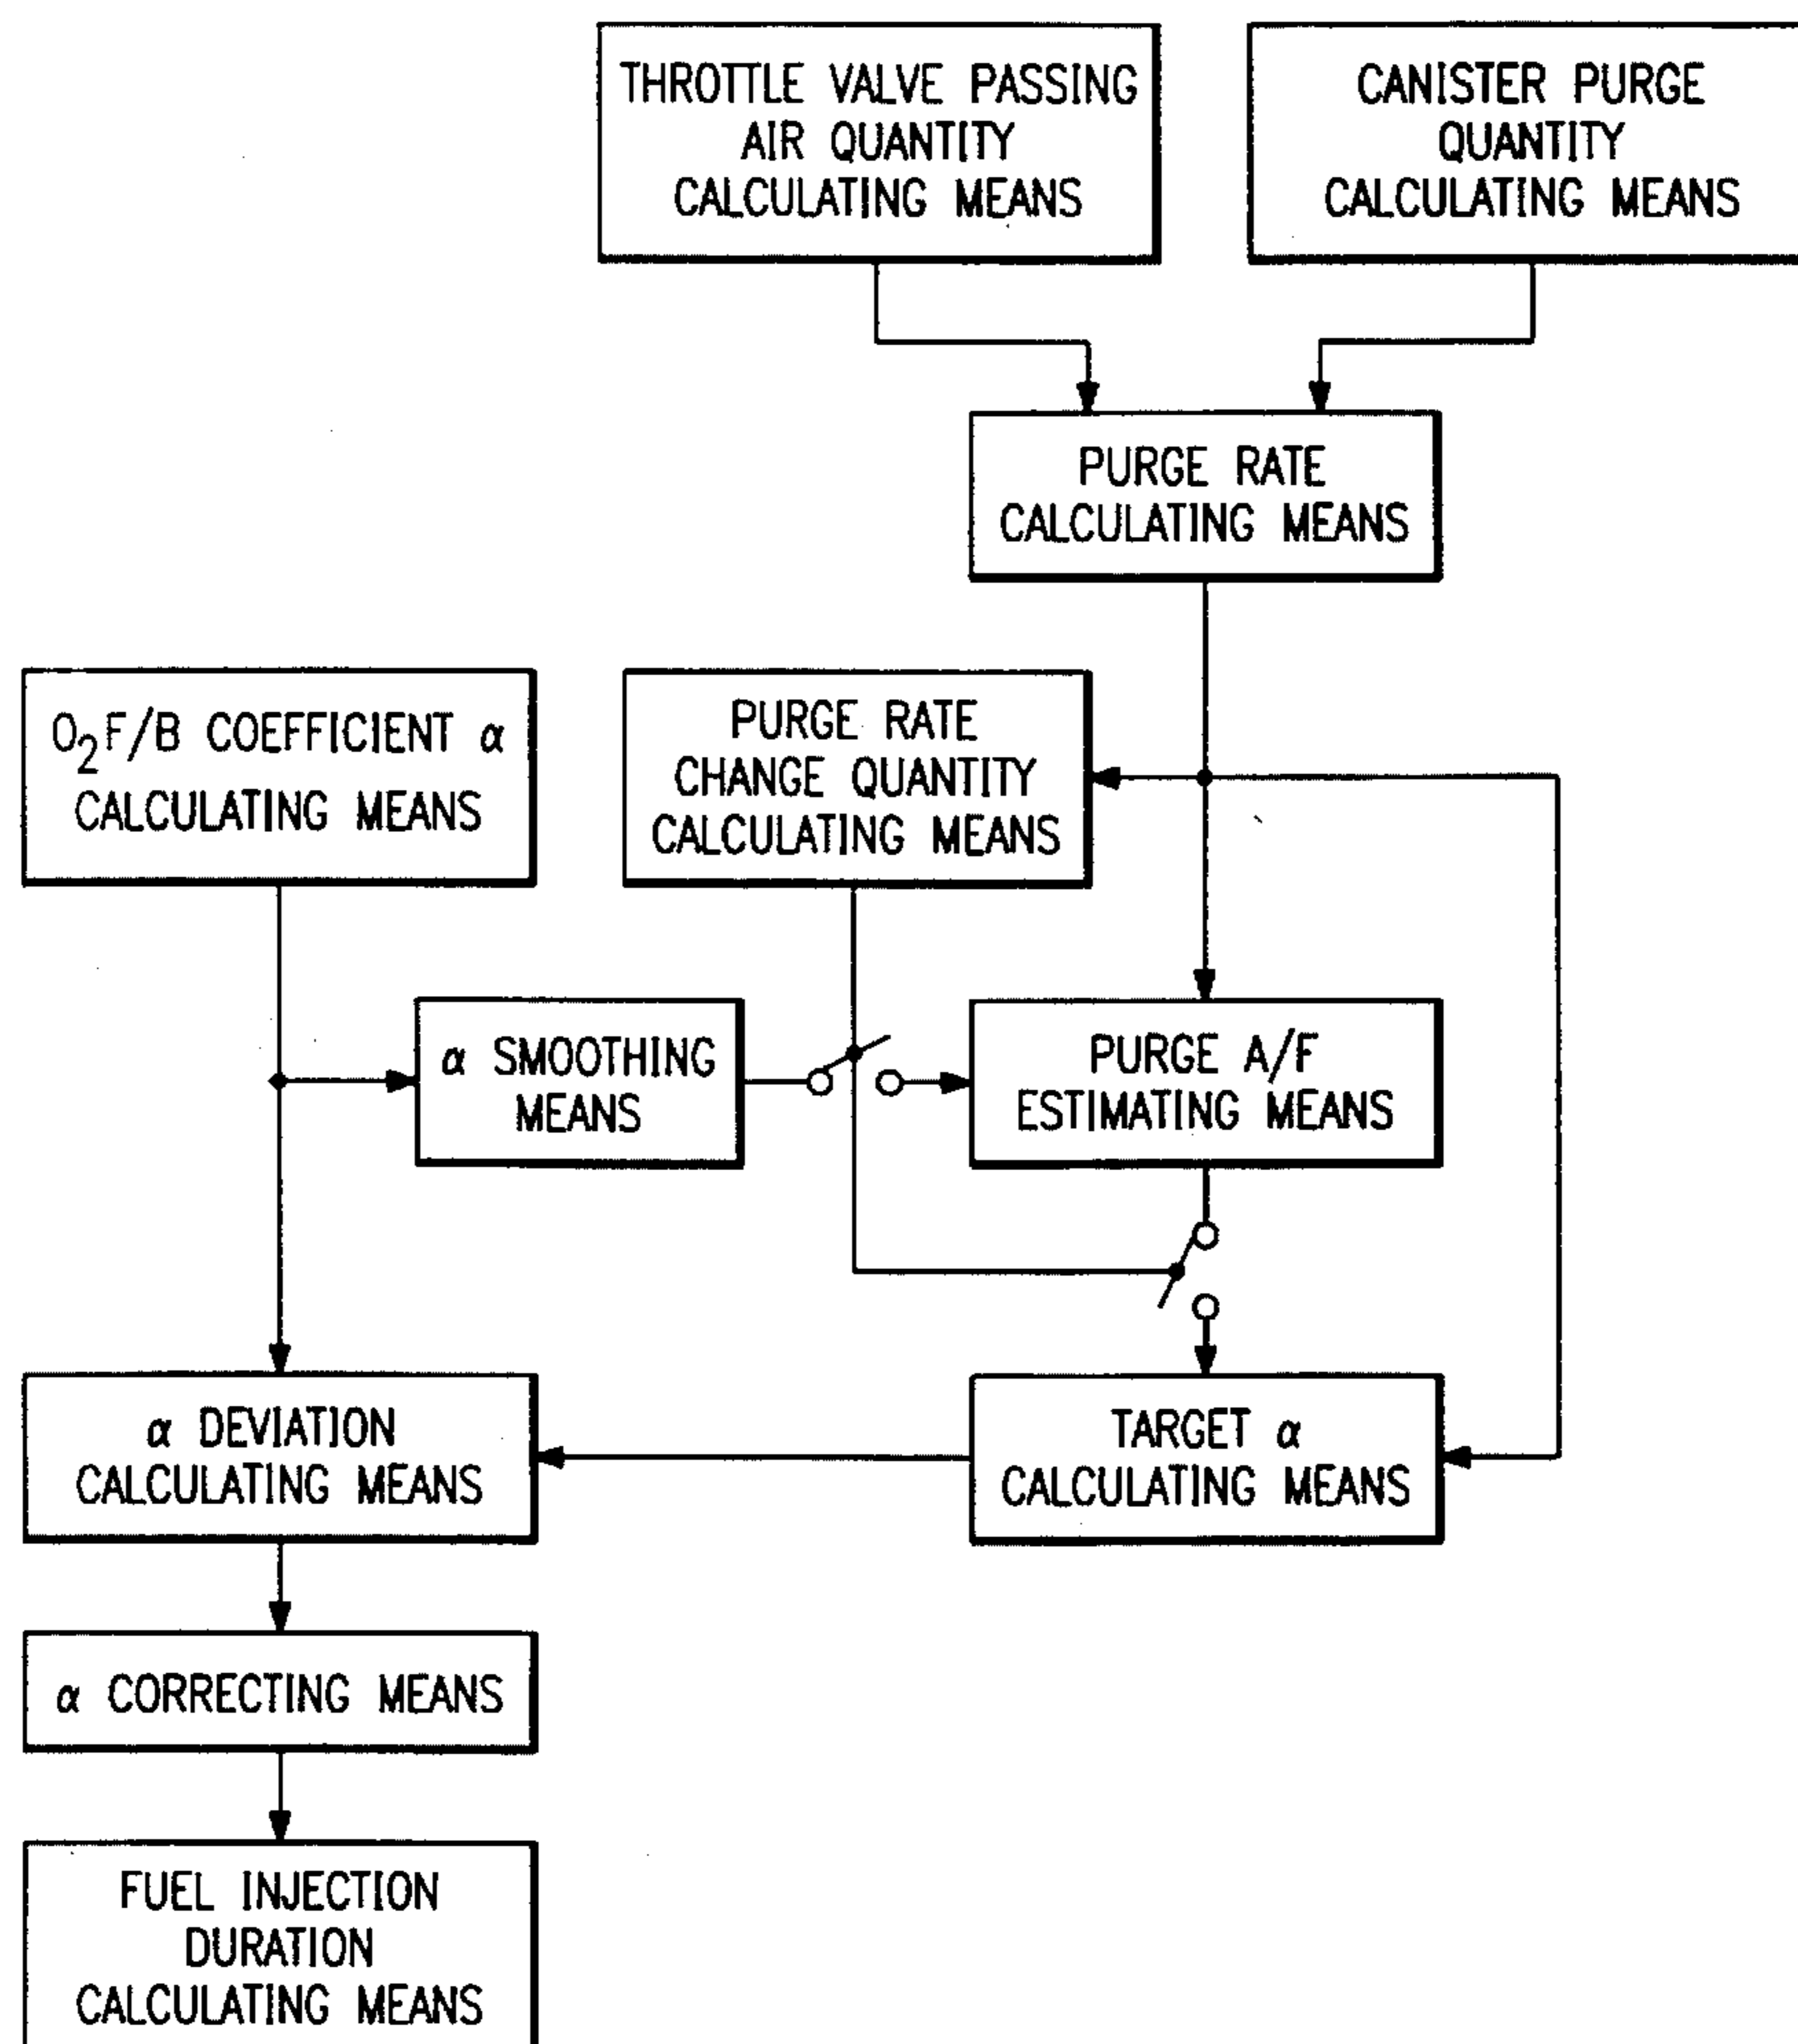 THROTTLE VALVE PASSING
AIR QUANTITY
CALCULATING MEANS
CANISTER PURGE
QUANTITY
CALCULATING MEANS
PURGE RATE
CALCULATING MEANS
O₂F/B COEFFICIENT α
CALCULATING MEANS
PURGE RATE
CHANGE QUANTITY
CALCULATING MEANS
α SMOOTHING
MEANS
PURGE A/F
ESTIMATING MEANS
α DEVIATION
CALCULATING MEANS
TARGET α
CALCULATING MEANS
α CORRECTING MEANS
FUEL INJECTION
DURATION
CALCULATING MEANS